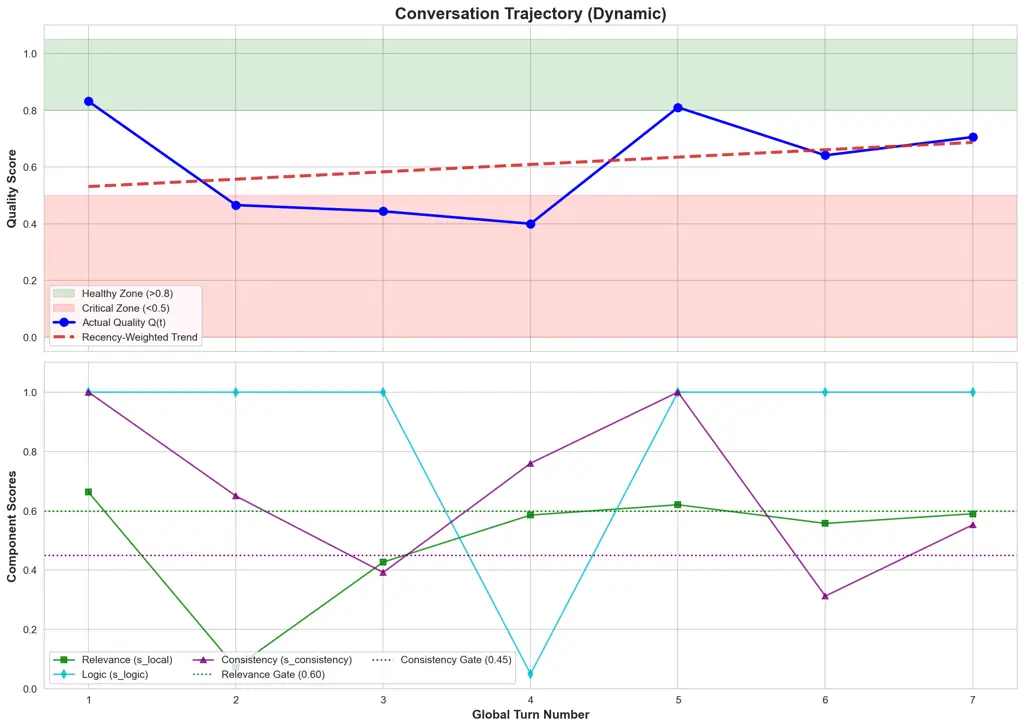 Conversation Trajectory (Dynamic)
Quality Score
1.0
0.8
0.6
0.4
0.2
0.0
Healthy Zone (>0.8)
Critical Zone (<0.5)
Actual Quality Q(t)
Recency-Weighted Trend
Component Scores
1.0
0.8
0.6
0.4
0.2
0.0
Relevance (s_local)
Logic (s_logic)
Consistency (s_consistency)
Relevance Gate (0.60)
Consistency Gate (0.45)
1 2 3 4 5 6 7
Global Turn Number